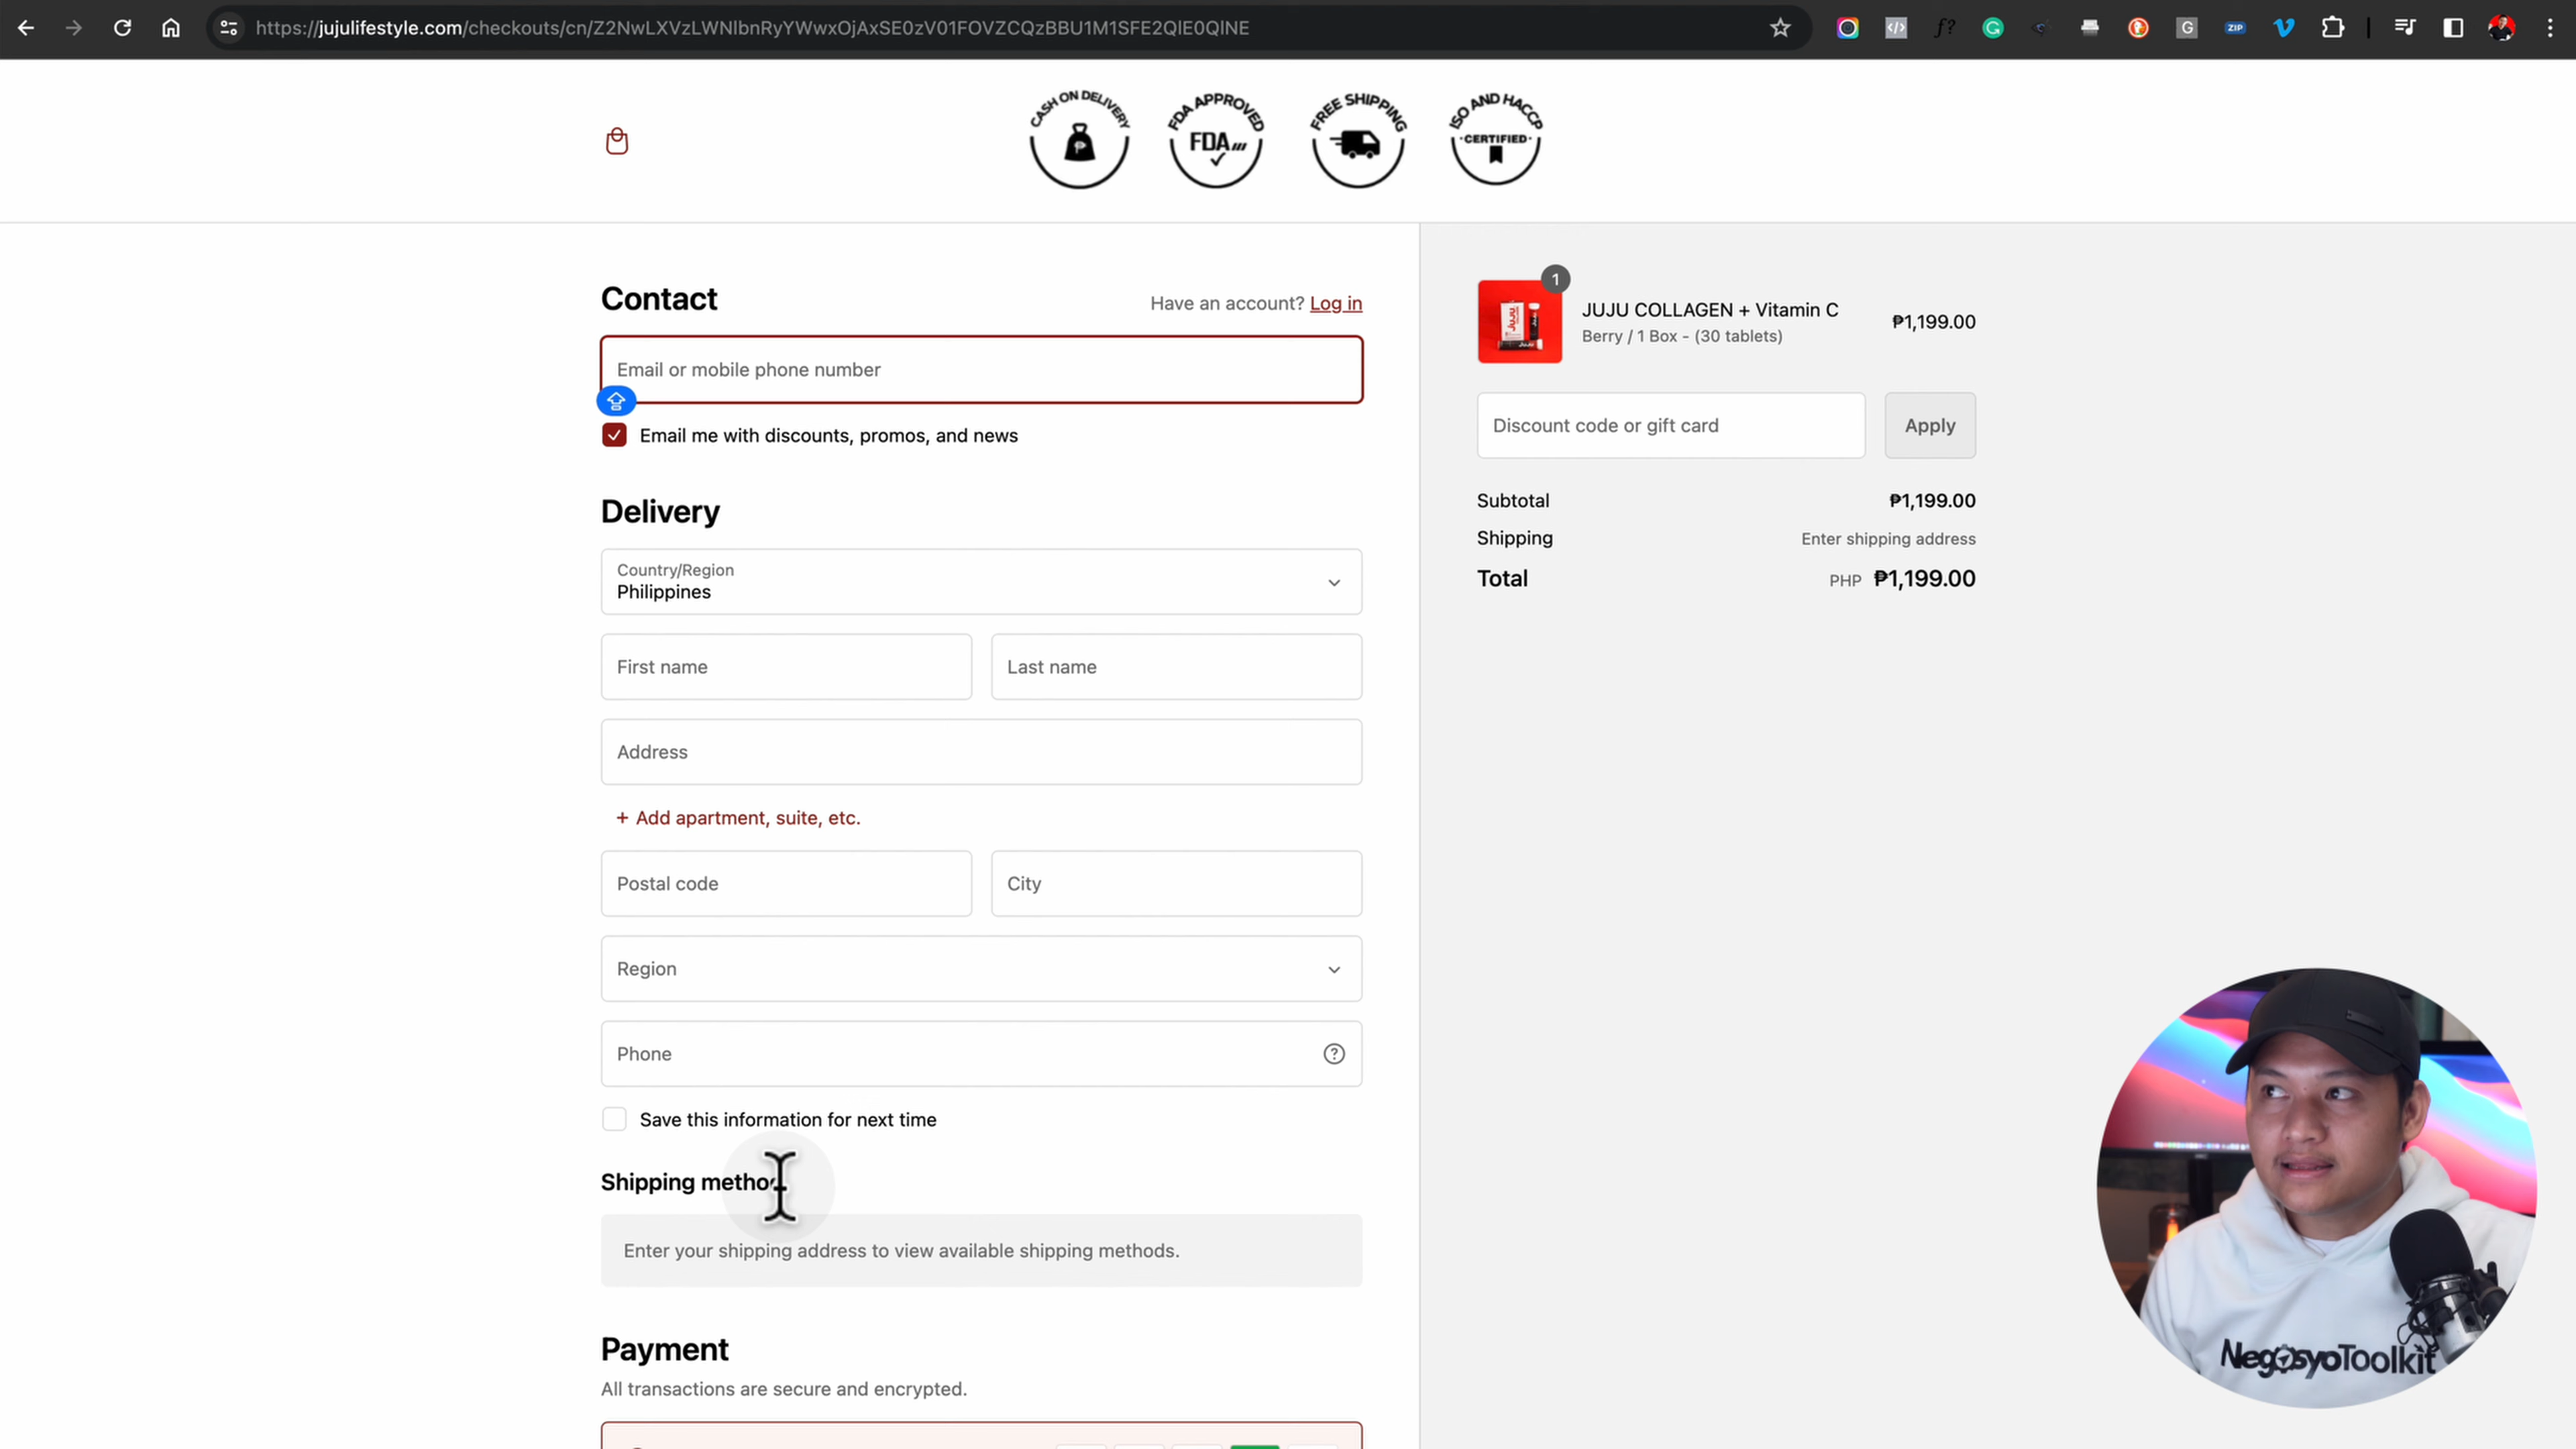 https://jujulifestyle.com/checkouts/cn/Z2NwLXVzLWNlbnRyYWwxOjAxSE0zV01FOVZCQzBBU1M1SFE2QlE0QlNE
CASH ON DELIVERY
FDA APPROVED
FDA
FREE SHIPPING
ISO AND HACCP
CERTIFIED
Contact
Have an account? Log in
Email or mobile phone number
Email me with discounts, promos, and news
Delivery
Country/Region
Philippines
First name
Last name
Address
+ Add apartment, suite, etc.
Postal code
City
Region
Phone
Save this information for next time
Shipping method
Enter your shipping address to view available shipping methods.
Payment
All transactions are secure and encrypted.
1
JuJu
JUJU COLLAGEN + Vitamin C
Berry / 1 Box - (30 tablets)
₱1,199.00
Discount code or gift card
Apply
Subtotal
₱1,199.00
Shipping
Enter shipping address
Total
PHP ₱1,199.00
NegosyoToolkit